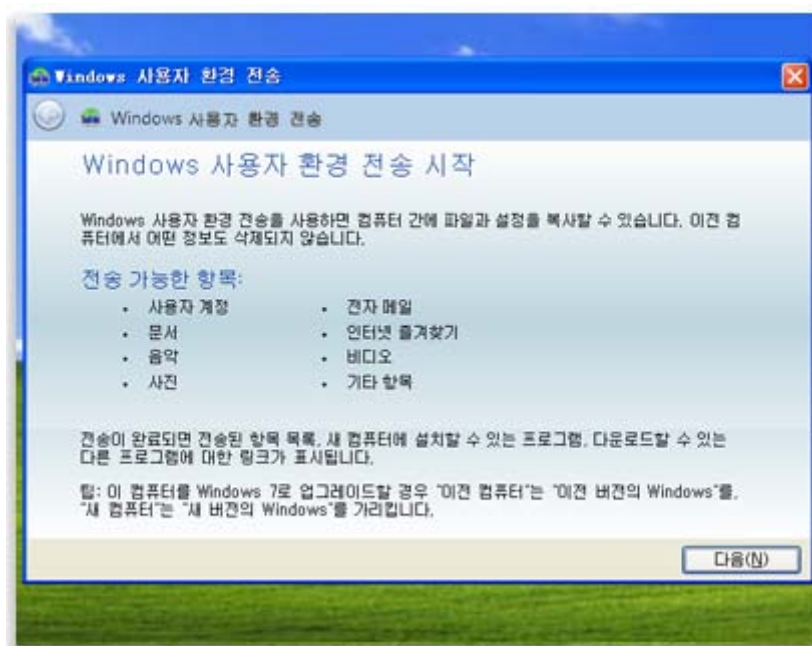 Windows 사용자 환경 전송
Windows 사용자 환경 전송
Windows 사용자 환경 전송 시작
Windows 사용자 환경 전송을 사용하면 컴퓨터 간에 파일과 설정을 복사할 수 있습니다. 이전 컴
퓨터에서 어떤 정보도 삭제되지 않습니다.
전송 가능한 항목:
• 사용자 계정
• 문서
• 음악
• 사진
• 전자 메일
• 인터넷 즐겨찾기
• 비디오
• 기타 항목
전송이 완료되면 전송된 항목 목록, 새 컴퓨터에 설치할 수 있는 프로그램, 다운로드할 수 있는
다른 프로그램에 대한 링크가 표시됩니다.
팁: 이 컴퓨터를 Windows 7로 업그레이드할 경우 "이전 컴퓨터"는 "이전 버전의 Windows"를,
"새 컴퓨터"는 "새 버전의 Windows"를 가리킵니다.
다음(N)